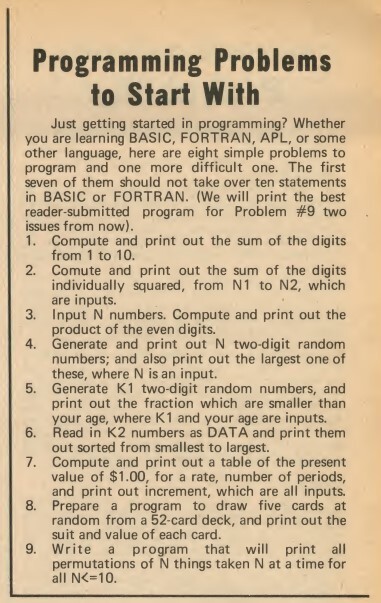 Programming Problems
to Start With
Just getting started in programming? Whether
you are learning BASIC, FORTRAN, APL, or some
other language, here are eight simple problems to
program and one more difficult one. The first
seven of them should not take over ten statements
in BASIC or FORTRAN. (We will print the best
reader-submitted program for Problem #9 two
issues from now).
1. Compute and print out the sum of the digits
from 1 to 10.
2. Comute and print out the sum of the digits
individually squared, from N1 to N2, which
are inputs.
3. Input N numbers. Compute and print out the
product of the even digits.
4. Generate and print out N two-digit random
numbers; and also print out the largest one of
these, where N is an input.
5. Generate K1 two-digit random numbers, and
print out the fraction which are smaller than
your age, where K1 and your age are inputs.
6. Read in K2 numbers as DATA and print them
out sorted from smallest to largest.
7. Compute and print out a table of the present
value of $1.00, for a rate, number of periods,
and print out increment, which are all inputs.
8. Prepare a program to draw five cards at
random from a 52-card deck, and print out the
suit and value of each card.
9. Write a program that will print all
permutations of N things taken N at a time for
all N<=10.